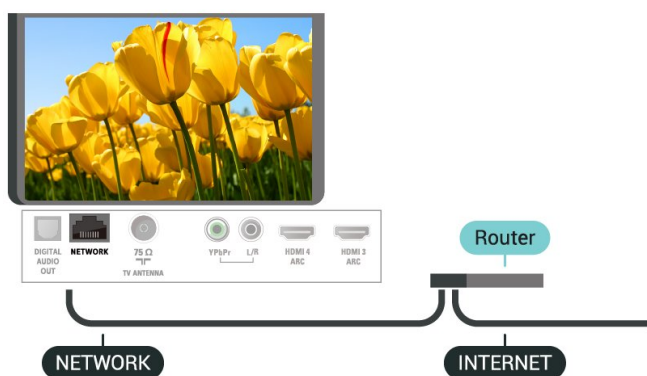 DIGITAL AUDIO OUT
NETWORK
75 Ω
TV ANTENNA
YPbPr
L/R
HDMI 4 ARC
HDMI 3 ARC
Router
NETWORK
INTERNET